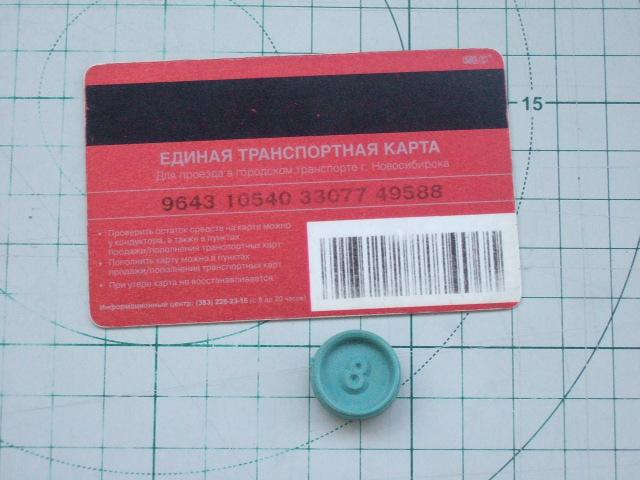 15
ЕДИНАЯ ТРАНСПОРТНАЯ КАРТА
Для проезда в городском транспорте г. Новосибирска
9643 10540 33077 49588
• Проверить остаток средств на карте можно
у кондуктора, а также в пунктах
продажи/пополнения транспортных карт
• Пополнить карту можно в пунктах
продажи/пополнения транспортных карт
• При утере карта не восстанавливается
Информационный центр: (383) 226-23-16 (с 8 до 20 часов)
8